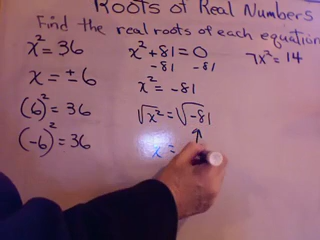 Roots of Real Numbers
Find the real roots of each equation
x² = 36
x = ±6
(6)² = 36
(-6)² = 36
x² + 81 = 0
-81 -81
x² = -81
√x² = √-81
x =
7x² = 14